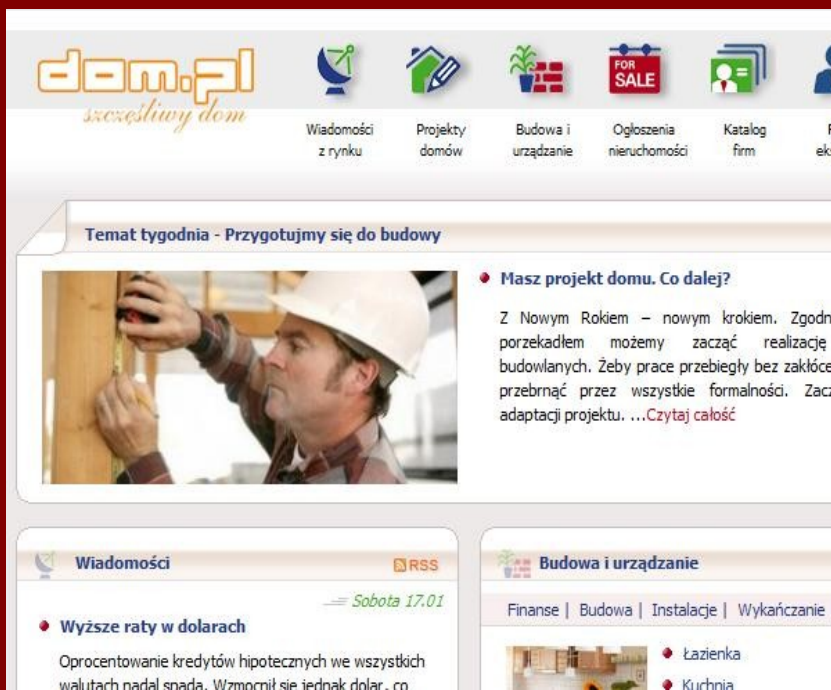 dom.pl
szczęśliwy dom
FOR
SALE
Wiadomości
z rynku
Projekty
domów
Budowa i
urządzanie
Ogłoszenia
nieruchomości
Katalog
firm
Temat tygodnia - Przygotujmy się do budowy
Masz projekt domu. Co dalej?
Z Nowym Rokiem – nowym krokiem.
porzekadłem możemy zacząć realizację
budowlanych. Żeby prace przebiegły bez
przebrnąć przez wszystkie formalności.
adaptacji projektu. ...Czytaj całość
Wiadomości
RSS
Sobota 17.01
Wyższe raty w dolarach
Oprocentowanie kredytów hipotecznych we wszystkich
walutach nadal spada. Wzmocnił się jednak dolar, co
Budowa i urządzanie
Finanse | Budowa | Instalacje | Wykańczanie
Łazienka
Kuchnia